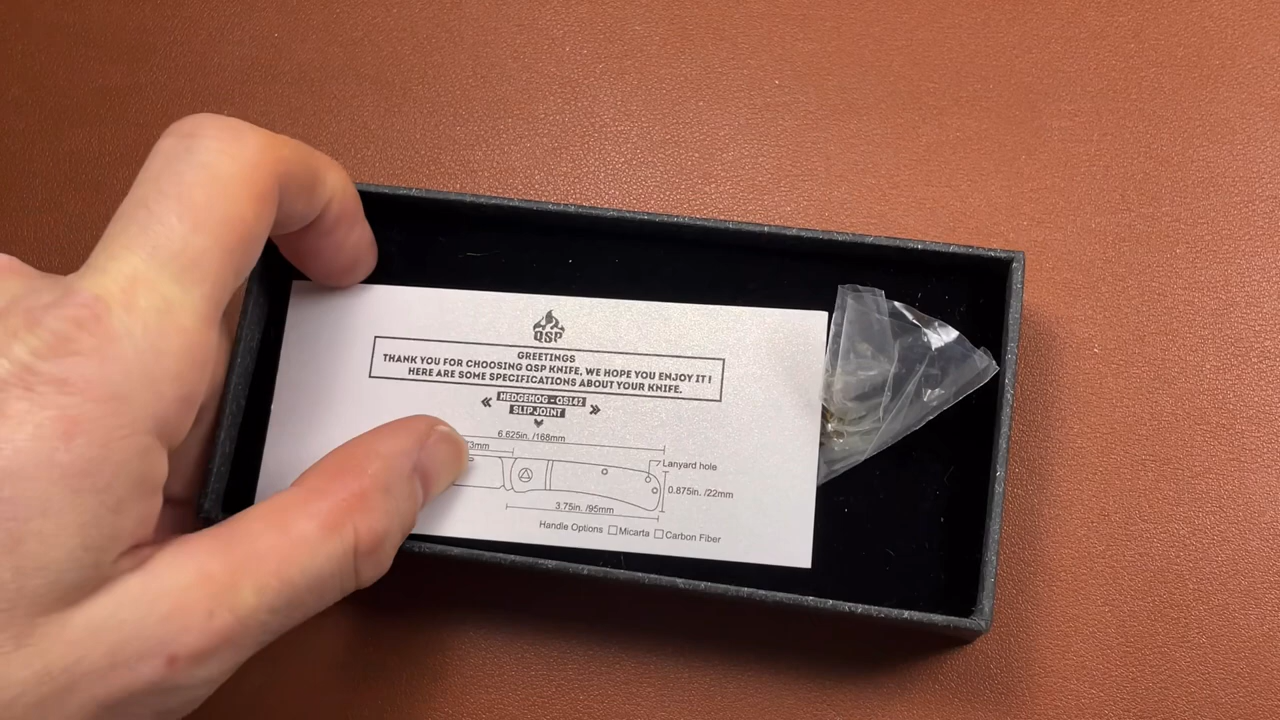 QSP
GREETINGS
THANK YOU FOR CHOOSING QSP KNIFE, WE HOPE YOU ENJOY IT !
HERE ARE SOME SPECIFICATIONS ABOUT YOUR KNIFE.
HEDGEHOG - QS142
SLIP JOINT
6.625in. /168mm
3mm
Lanyard hole
0.875in. /22mm
3.75in. /95mm
Handle Options □Micarta □Carbon Fiber